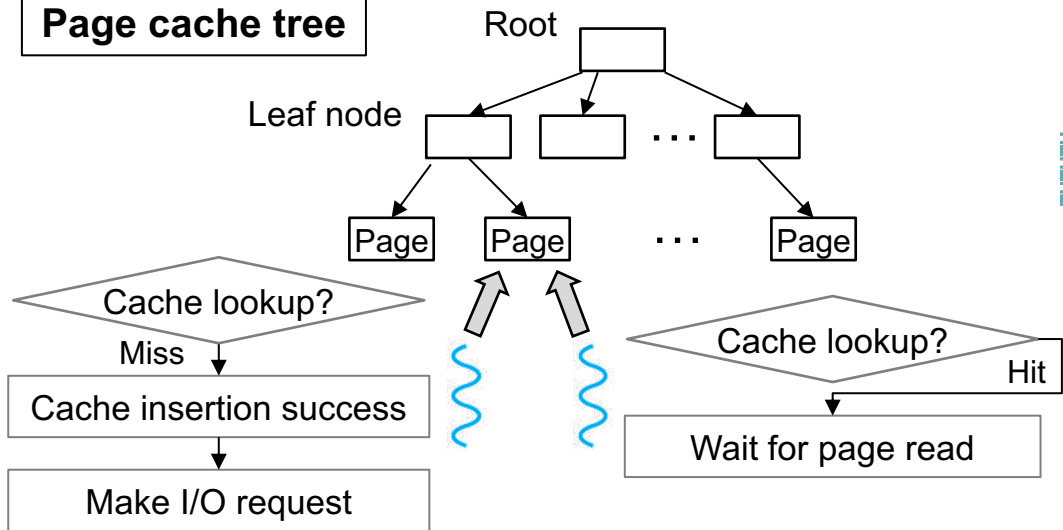 Page cache tree
Root
Leaf node
...
Page
Page
...
Page
Cache lookup?
Miss
Cache insertion success
Make I/O request
Cache lookup?
Hit
Wait for page read